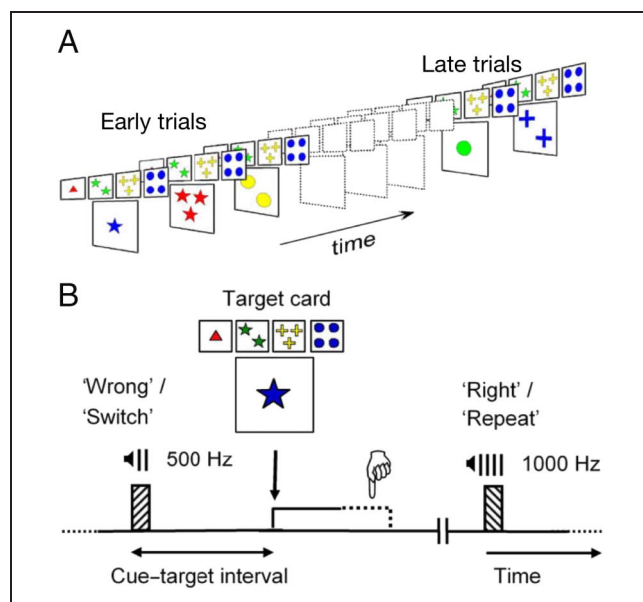 A
Late trials
Early trials
time
B
Target card
'Wrong' /
'Switch'
'Right' /
'Repeat'
500 Hz
1000 Hz
Cue–target interval
Time